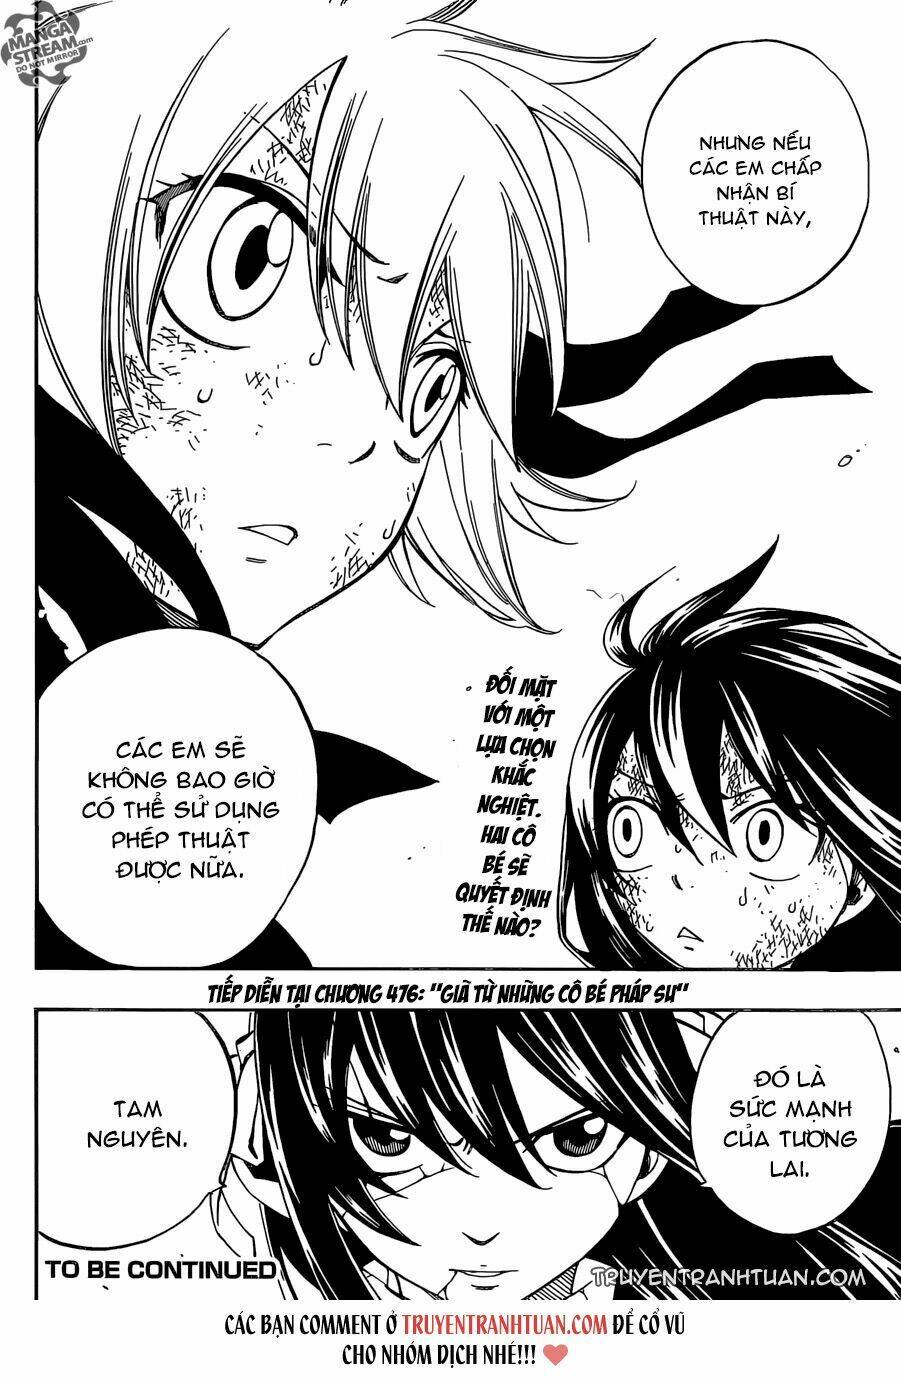 MANGA
STREAM.com
DO NOT MIRROR!
NHƯNG NẾU
CÁC EM CHẤP
NHẬN BÍ
THUẬT NÀY,
CÁC EM SẼ
KHÔNG BAO GIỜ
CÓ THỂ SỬ DỤNG
PHÉP THUẬT
ĐƯỢC NỮA.
ĐỐI MẶT
VỚI MỘT
LỰA CHỌN
KHẮC
NGHIỆT.
HAI CÔ
BÉ SẼ
QUYẾT ĐỊNH
THẾ NÀO?
TIẾP DIỄN TẠI CHƯƠNG 476: "GIÃ TỪ NHỮNG CÔ BÉ PHÁP SƯ"
ĐÓ LÀ
SỨC MẠNH
CỦA TƯƠNG
LAI.
TAM
NGUYÊN.
TO BE CONTINUED
TRUYENTRANHTUAN.COM
CÁC BẠN COMMENT Ở TRUYENTRANHTUAN.COM ĐỂ CỔ VŨ
CHO NHÓM DỊCH NHÉ!!! ❤